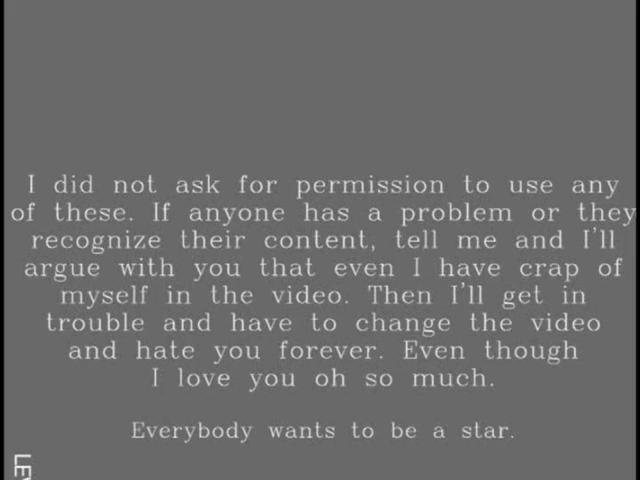 I did not ask for permission to use any
of these. If anyone has a problem or they
recognize their content, tell me and I'll
argue with you that even I have crap of
myself in the video. Then I'll get in
trouble and have to change the video
and hate you forever. Even though
I love you oh so much.
Everybody wants to be a star.